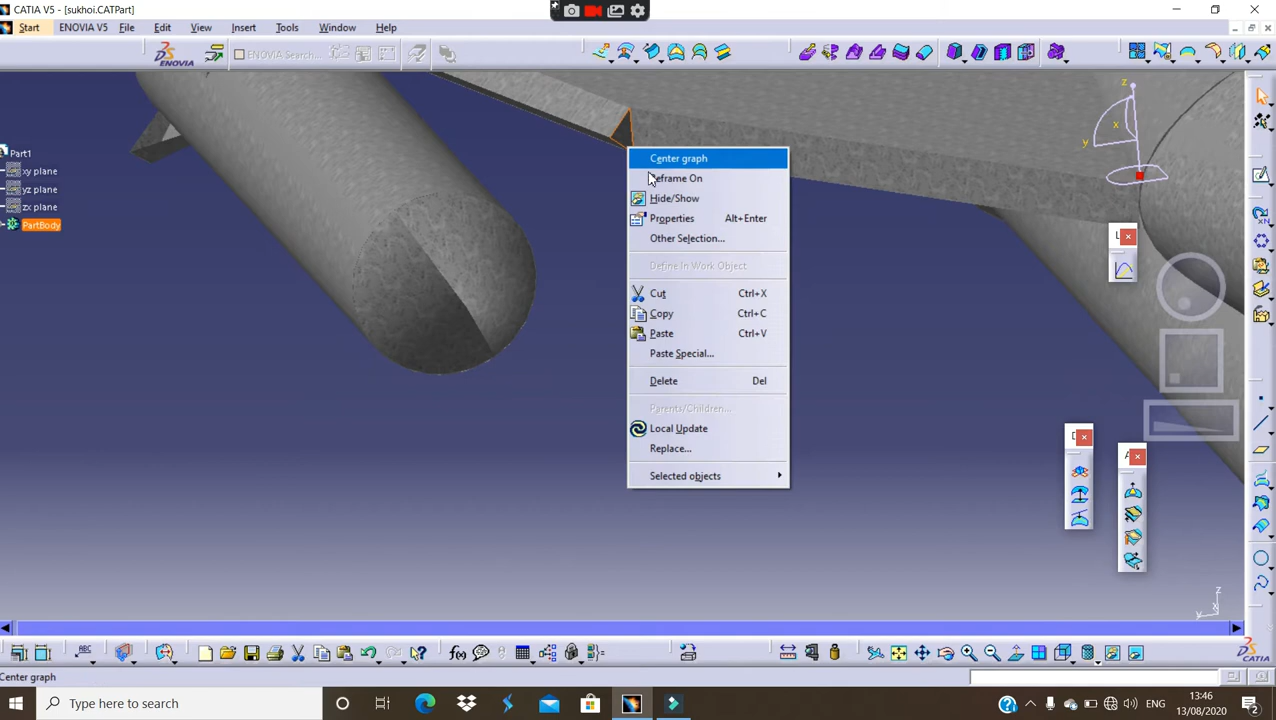 CATIA V5 - [sukhoi.CATPart]
Start ENOVIA V5 File Edit View Insert Tools Window Help
ENOVIA Search...
Part1
xy plane
yz plane
zx plane
PartBody
z
x
y
L
Center graph
Reframe On
Hide/Show
Properties Alt+Enter
Other Selection...
Define In Work Object
Cut Ctrl+X
Copy Ctrl+C
Paste Ctrl+V
Paste Special...
Delete Del
Parents/Children...
Local Update
Replace...
Selected objects
A
z
x
y
f(x)
CATIA
Center graph
Type here to search
ENG
13:46
13/08/2020
2